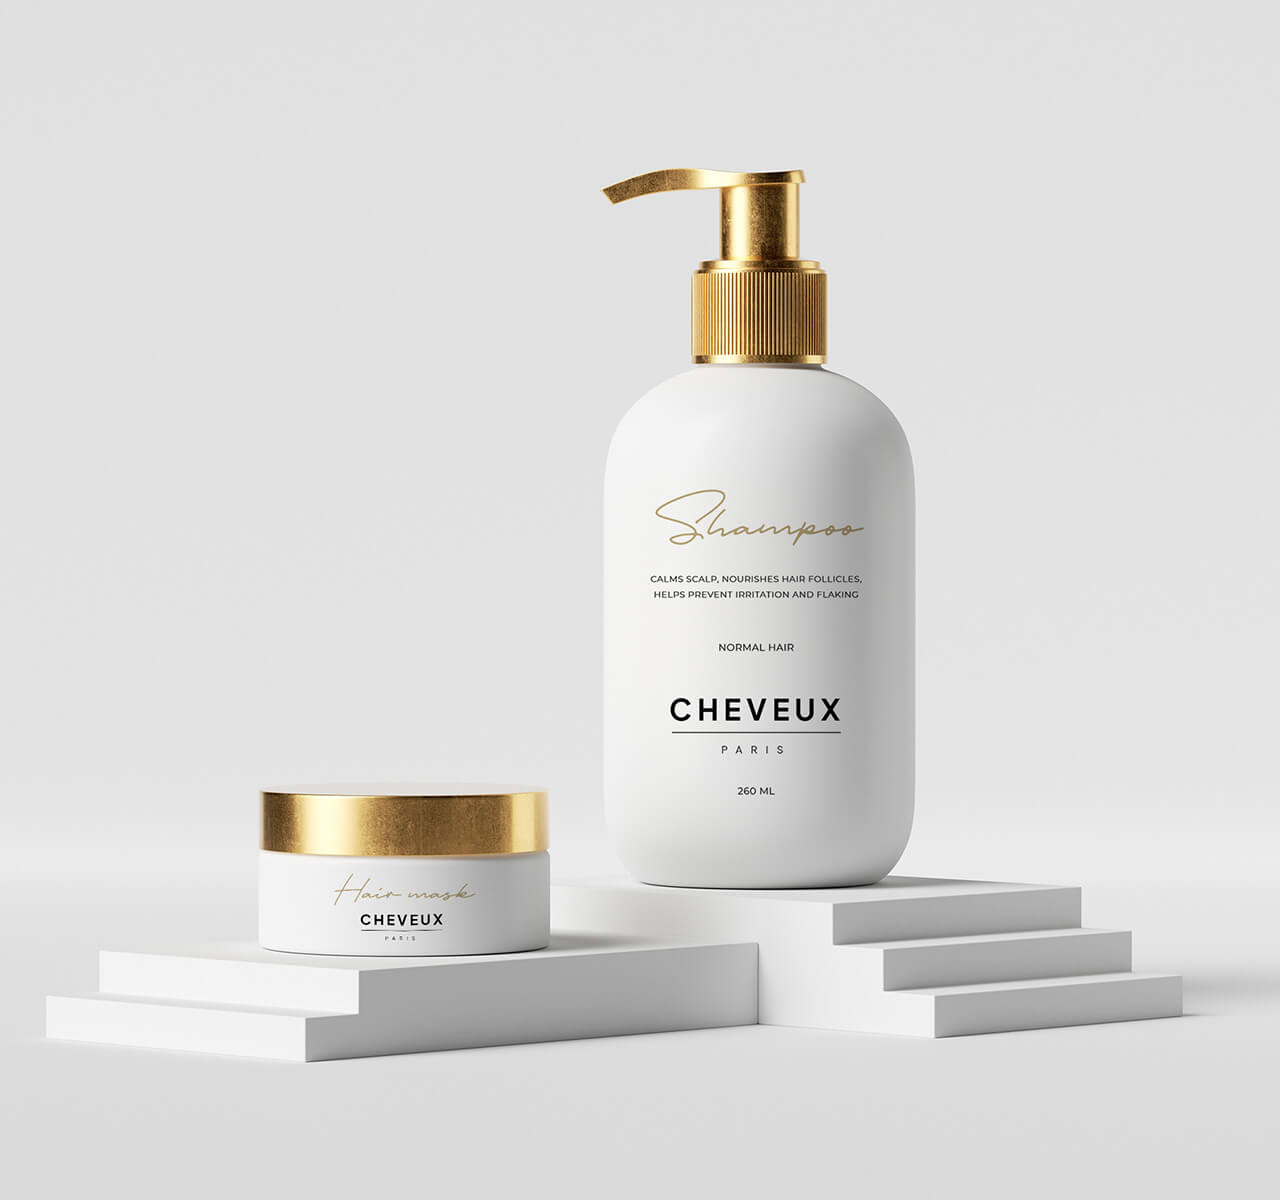 Shampoo
CALMS SCALP, NOURISHES HAIR FOLLICLES,
HELPS PREVENT IRRITATION AND FLAKING
NORMAL HAIR
CHEVEUX
PARIS
260 ML
Hair mask
CHEVEUX
PARIS